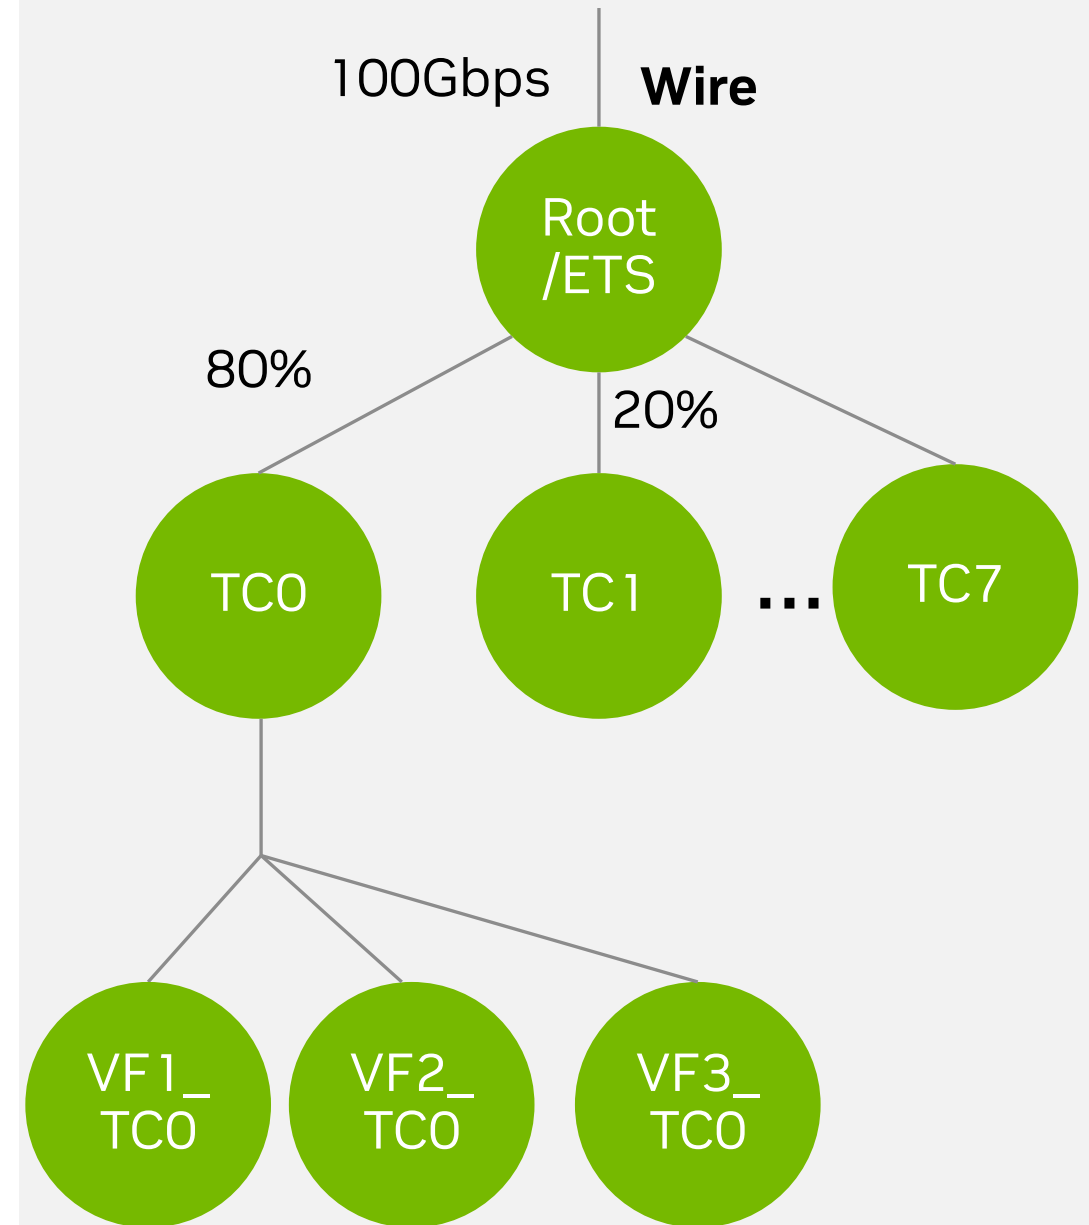 100Gbps
Wire
Root
/ETS
80%
20%
TC0
TC1
...
TC7
VF1_
TC0
VF2_
TC0
VF3_
TC0